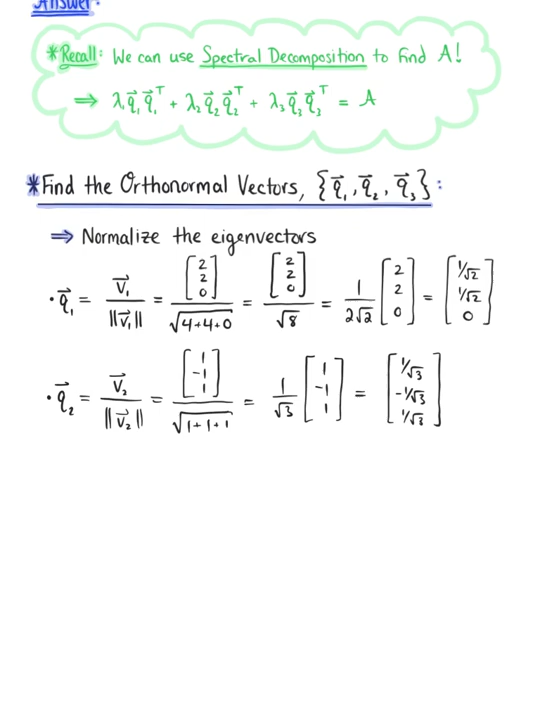 Answer:
*Recall: We can use Spectral Decomposition to find A!
⇒ λ₁q⃗₁q⃗₁ᵀ + λ₂q⃗₂q⃗₂ᵀ + λ₃q⃗₃q⃗₃ᵀ = A
*Find the Orthonormal Vectors, {q⃗₁, q⃗₂, q⃗₃}:
⇒ Normalize the eigenvectors
• q⃗₁ = v⃗₁ / ||v⃗₁|| = [2 2 0] / √4+4+0 = [2 2 0] / √8 = 1/2√2 [2 2 0] = [1/√2 1/√2 0]
• q⃗₂ = v⃗₂ / ||v⃗₂|| = [1 -1 1] / √1+1+1 = 1/√3 [1 -1 1] = [1/√3 -1/√3 1/√3]